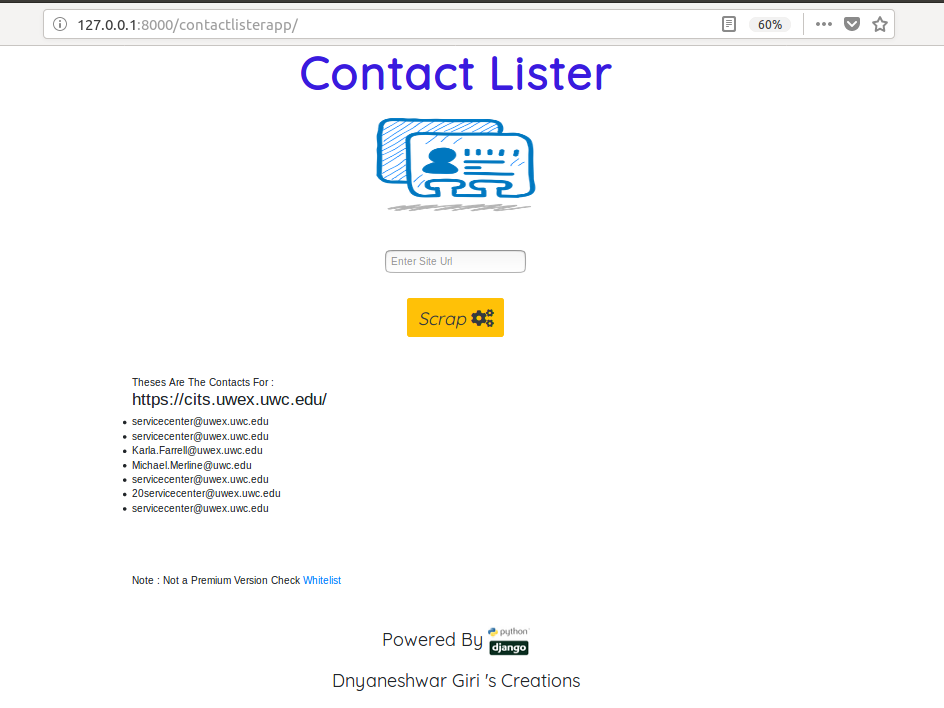 127.0.0.1:8000/contactlisterapp/
60%
Contact Lister
Enter Site Url
Scrap
Theses Are The Contacts For :
https://cits.uwex.uwc.edu/
servicecenter@uwex.uwc.edu
servicecenter@uwex.uwc.edu
Karla.Farrell@uwex.uwc.edu
Michael.Merline@uwc.edu
servicecenter@uwex.uwc.edu
20servicecenter@uwex.uwc.edu
servicecenter@uwex.uwc.edu
Note : Not a Premium Version Check Whitelist
Powered By python
django
Dnyaneshwar Giri 's Creations